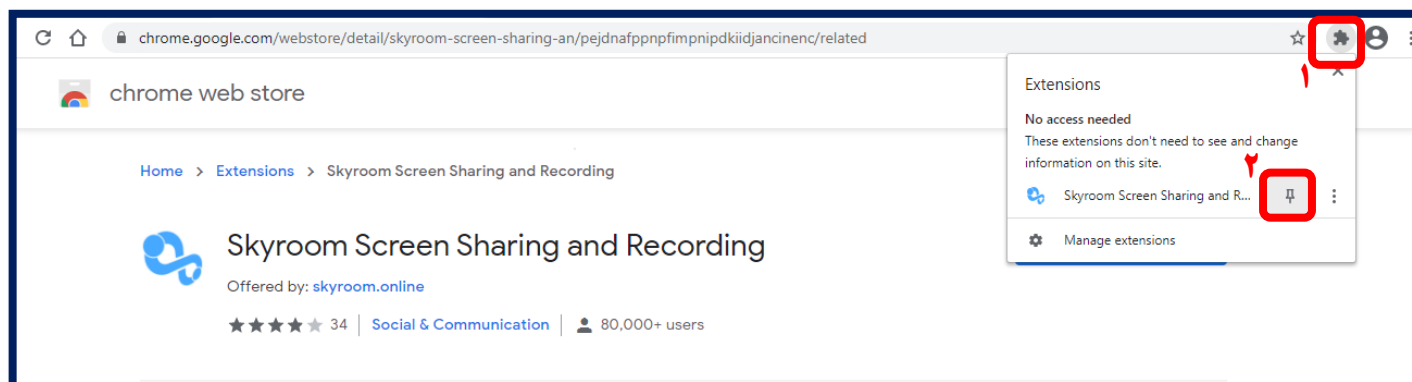 chrome.google.com/webstore/detail/skyroom-screen-sharing-an/pejdnafppnpfimpnipdkiidjancinenc/related
۱
chrome web store
Extensions
No access needed
These extensions don't need to see and change
information on this site.
۲
Skyroom Screen Sharing and R...
Manage extensions
Home > Extensions > Skyroom Screen Sharing and Recording
Skyroom Screen Sharing and Recording
Offered by: skyroom.online
34 | Social & Communication | 80,000+ users